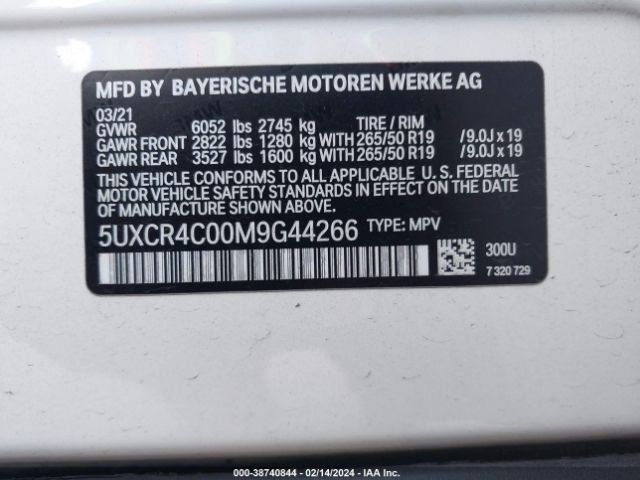 MFD BY BAYERISCHE MOTOREN WERKE AG
03/21
GVWR 6052 lbs 2745 kg TIRE / RIM
GAWR FRONT 2822 lbs 1280 kg WITH 265/50 R19 /9.0J x 19
GAWR REAR 3527 lbs 1600 kg WITH 265/50 R19 /9.0J x 19
THIS VEHICLE CONFORMS TO ALL APPLICABLE U. S. FEDERAL
MOTOR VEHICLE SAFETY STANDARDS IN EFFECT ON THE DATE
OF MANUFACTURE SHOWN ABOVE.
5UXCR4C00M9G44266 TYPE: MPV
300U
7 320 729
000-38740844 | 02/14/2024 - IAA Inc.